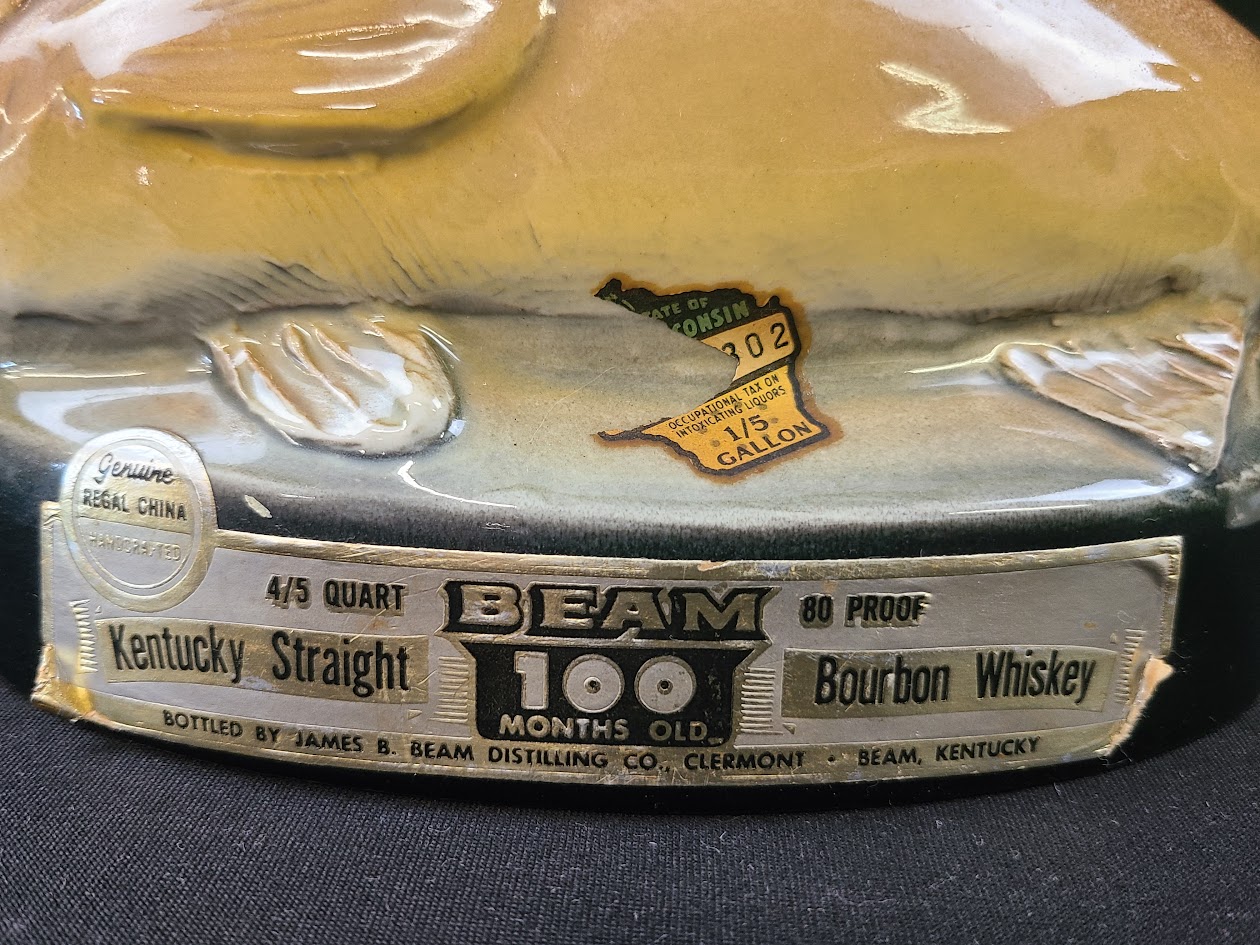 ATE OF
CONSIN
302
OCCUPATIONAL TAX ON
INTOXICATING LIQUORS
1/5
GALLON
Genuine
REGAL CHINA
HANDCRAFTED
4/5 QUART
BEAM
80 PROOF
Kentucky Straight
100
MONTHS OLD
Bourbon Whiskey
BOTTLED BY JAMES B. BEAM DISTILLING CO., CLERMONT • BEAM, KENTUCKY